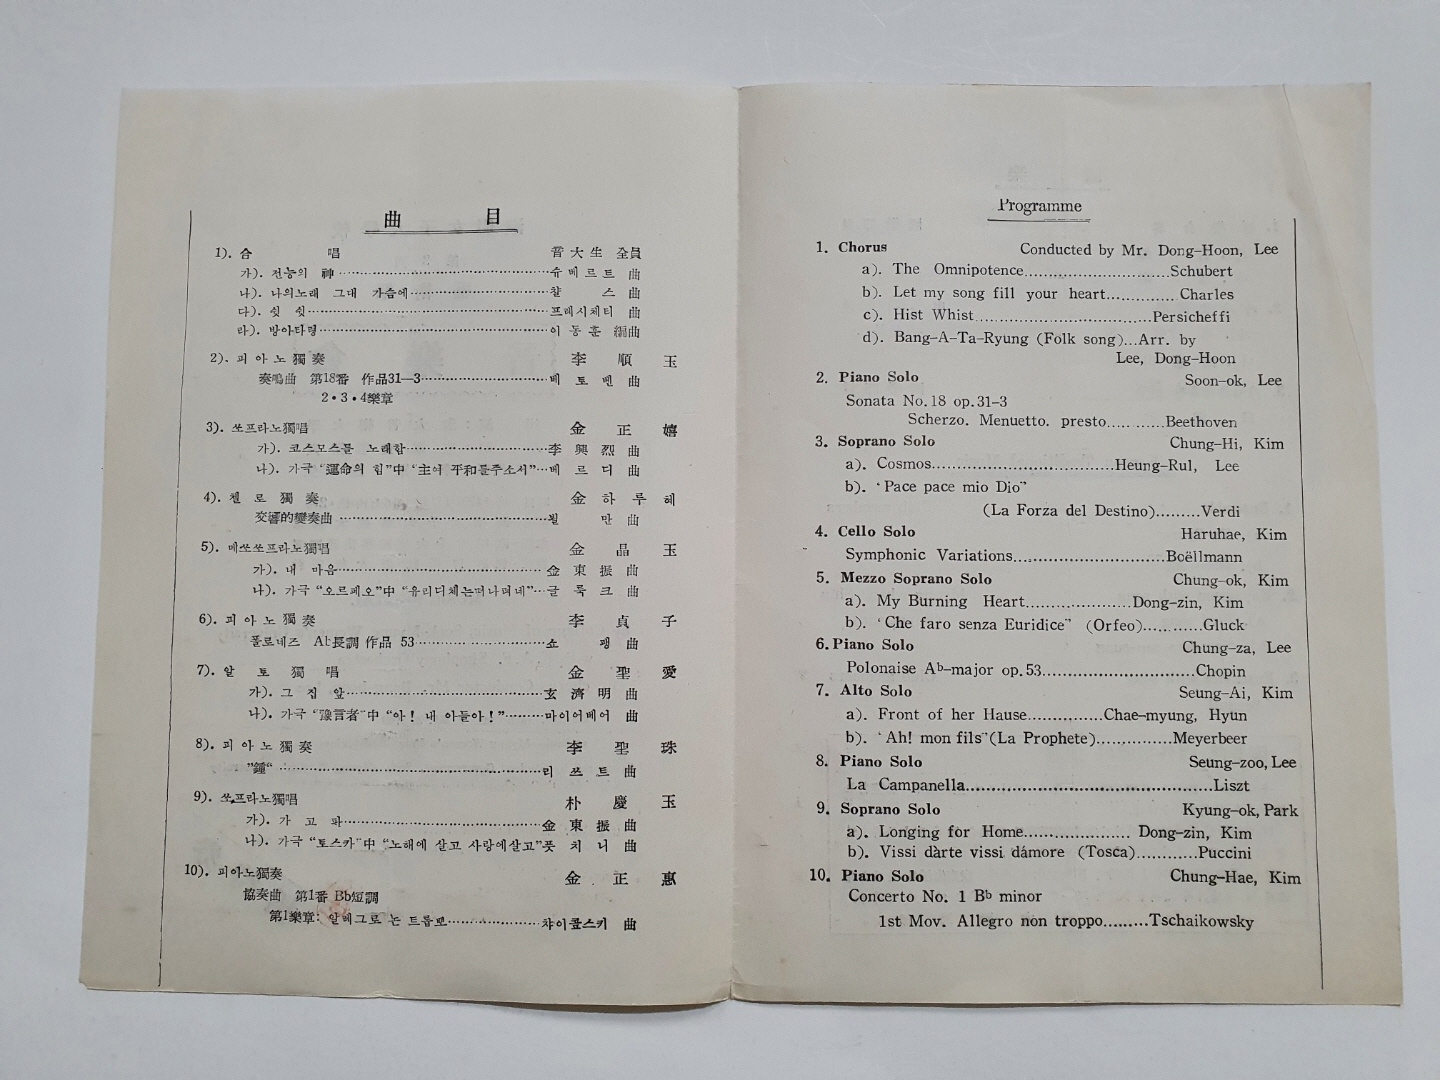 曲 目
1). 合 唱 音大生 全員
가). 전능의 神……………슈베르트 曲
나). 나의노래 그대 가슴에……………챨 스 曲
다). 쉿 쉿……………프레시체티 曲
라). 방아타령……………이 동 훈 編曲
2). 피아노獨奏 李 順 玉
奏鳴曲 第18番 作品31—3……………베 토 벤 曲
2・3・4樂章
3). 쏘프라노獨唱 金 正 嬉
가). 코스모스를 노래함……………李 興 烈 曲
나). 가극 “運命의 힘”中 “主여 平和를주소서”…베 르 디 曲
4). 첼 로 獨 奏 金 하 루 헤
交響的變奏曲……………뵐 만 曲
5). 메쏘쏘프라노獨唱 金 晶 玉
가). 내 마음……………金 東 振 曲
나). 가극 “오르페오”中 “유리디체는떠나려네”…글 룩 크 曲
6). 피 아 노 獨 奏 李 貞 子
폴로네즈 A♭長調 作品 53……………쇼 팽 曲
7). 알 토 獨 唱 金 聖 愛
가). 그 집 앞……………玄 濟 明 曲
나). 가극 “豫言者”中 “아! 내 아들아!”………마이어베어 曲
8). 피 아 노 獨 奏 李 聖 珠
”鍾“……………리 쯔 트 曲
9). 쏘프라노獨唱 朴 慶 玉
가). 가 고 파……………金 東 振 曲
나). 가극 “토스카”中 “노래에 살고 사랑에살고”풋 치 니 曲
10). 피아노獨奏 金 正 惠
協奏曲 第1番 Bb短調
第1樂章: 알레그로 논 트롭포……………챠이콥스키 曲
Programme
1. Chorus Conducted by Mr. Dong-Hoon, Lee
a). The Omnipotence..............................Schubert
b). Let my song fill your heart.............. Charles
c). Hist Whist....................................Persicheffi
d). Bang-A-Ta-Ryung (Folk song)...Arr. by
Lee, Dong-Hoon
2. Piano Solo Soon-ok, Lee
Sonata No.18 op.31-3
Scherzo. Menuetto. presto..... ......Beethoven
3. Soprano Solo Chung-Hi, Kim
a). Cosmos.....................................Heung-Rul, Lee
b). “Pace pace mio Dio”
(La Forza del Destino).........Verdi
4. Cello Solo Haruhae, Kim
Symphonic Variations...............................Boëllmann
5. Mezzo Soprano Solo Chung-ok, Kim
a). My Burning Heart.....................Dong-zin, Kim
b). “Che faro senza Euridice” (Orfeo)............Gluck
6. Piano Solo Chung-za, Lee
Polonaise Ab-major op.53...............................Chopin
7. Alto Solo Seung-Ai, Kim
a). Front of her Hause...............Chae-myung, Hyun
b). “Ah! mon fils”(La Prophete)...............Meyerbeer
8. Piano Solo Seung-zoo, Lee
La Campanella..................................................Liszt
9. Soprano Solo Kyung-ok, Park
a). Longing for Home..................... Dong-zin, Kim
b). Vissi dàrte vissi dámore (Tosca)............Puccini
10. Piano Solo Chung-Hae, Kim
Concerto No. 1 Bb minor
1st Mov. Allegro non troppo.........Tschaikowsky